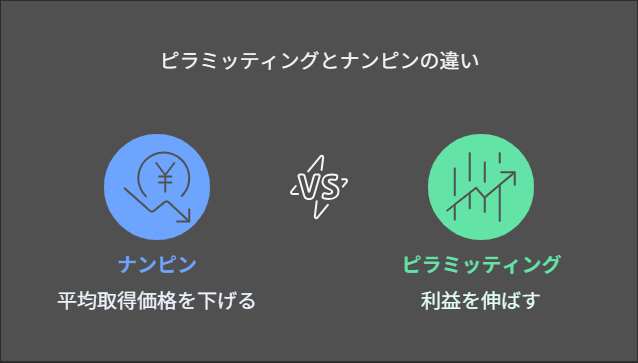 ピラミッティングとナンピンの違い
¥
VS
ナンピン
ピラミッティング
平均取得価格を下げる
利益を伸ばす